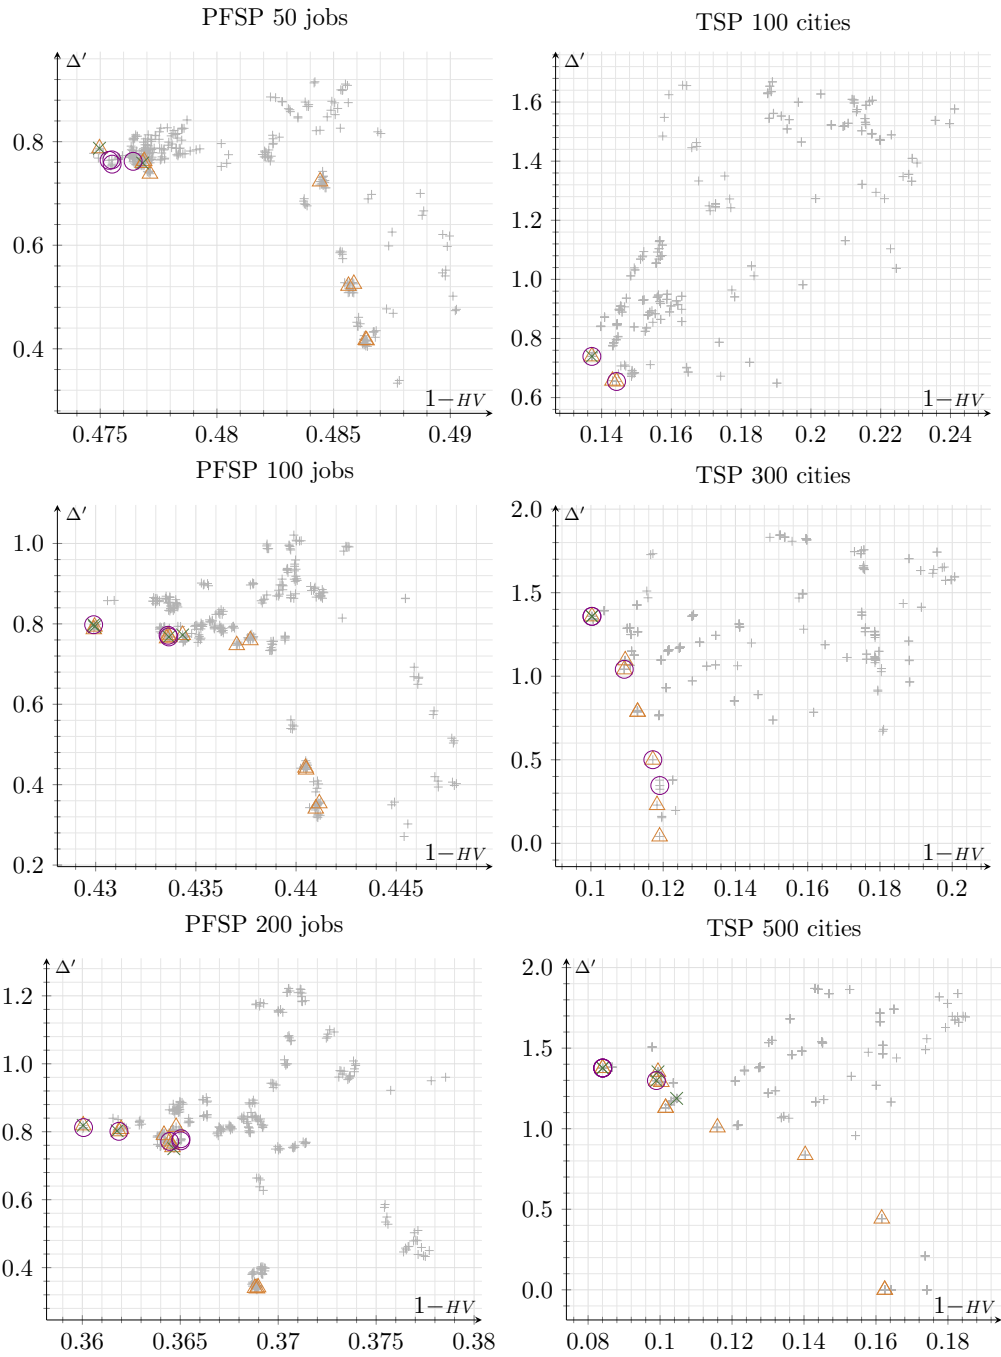 PFSP 50 jobs
Δ′
0.8
0.6
0.4
1−HV
0.475 0.48 0.485 0.49
TSP 100 cities
Δ′
1.6
1.4
1.2
1.0
0.8
0.6
1−HV
0.14 0.16 0.18 0.2 0.22 0.24
PFSP 100 jobs
Δ′
1.0
0.8
0.6
0.4
0.2
1−HV
0.43 0.435 0.44 0.445
TSP 300 cities
Δ′
2.0
1.5
1.0
0.5
0.0
1−HV
0.1 0.12 0.14 0.16 0.18 0.2
PFSP 200 jobs
Δ′
1.2
1.0
0.8
0.6
0.4
1−HV
0.36 0.365 0.37 0.375 0.38
TSP 500 cities
Δ′
2.0
1.5
1.0
0.5
0.0
1−HV
0.08 0.1 0.12 0.14 0.16 0.18